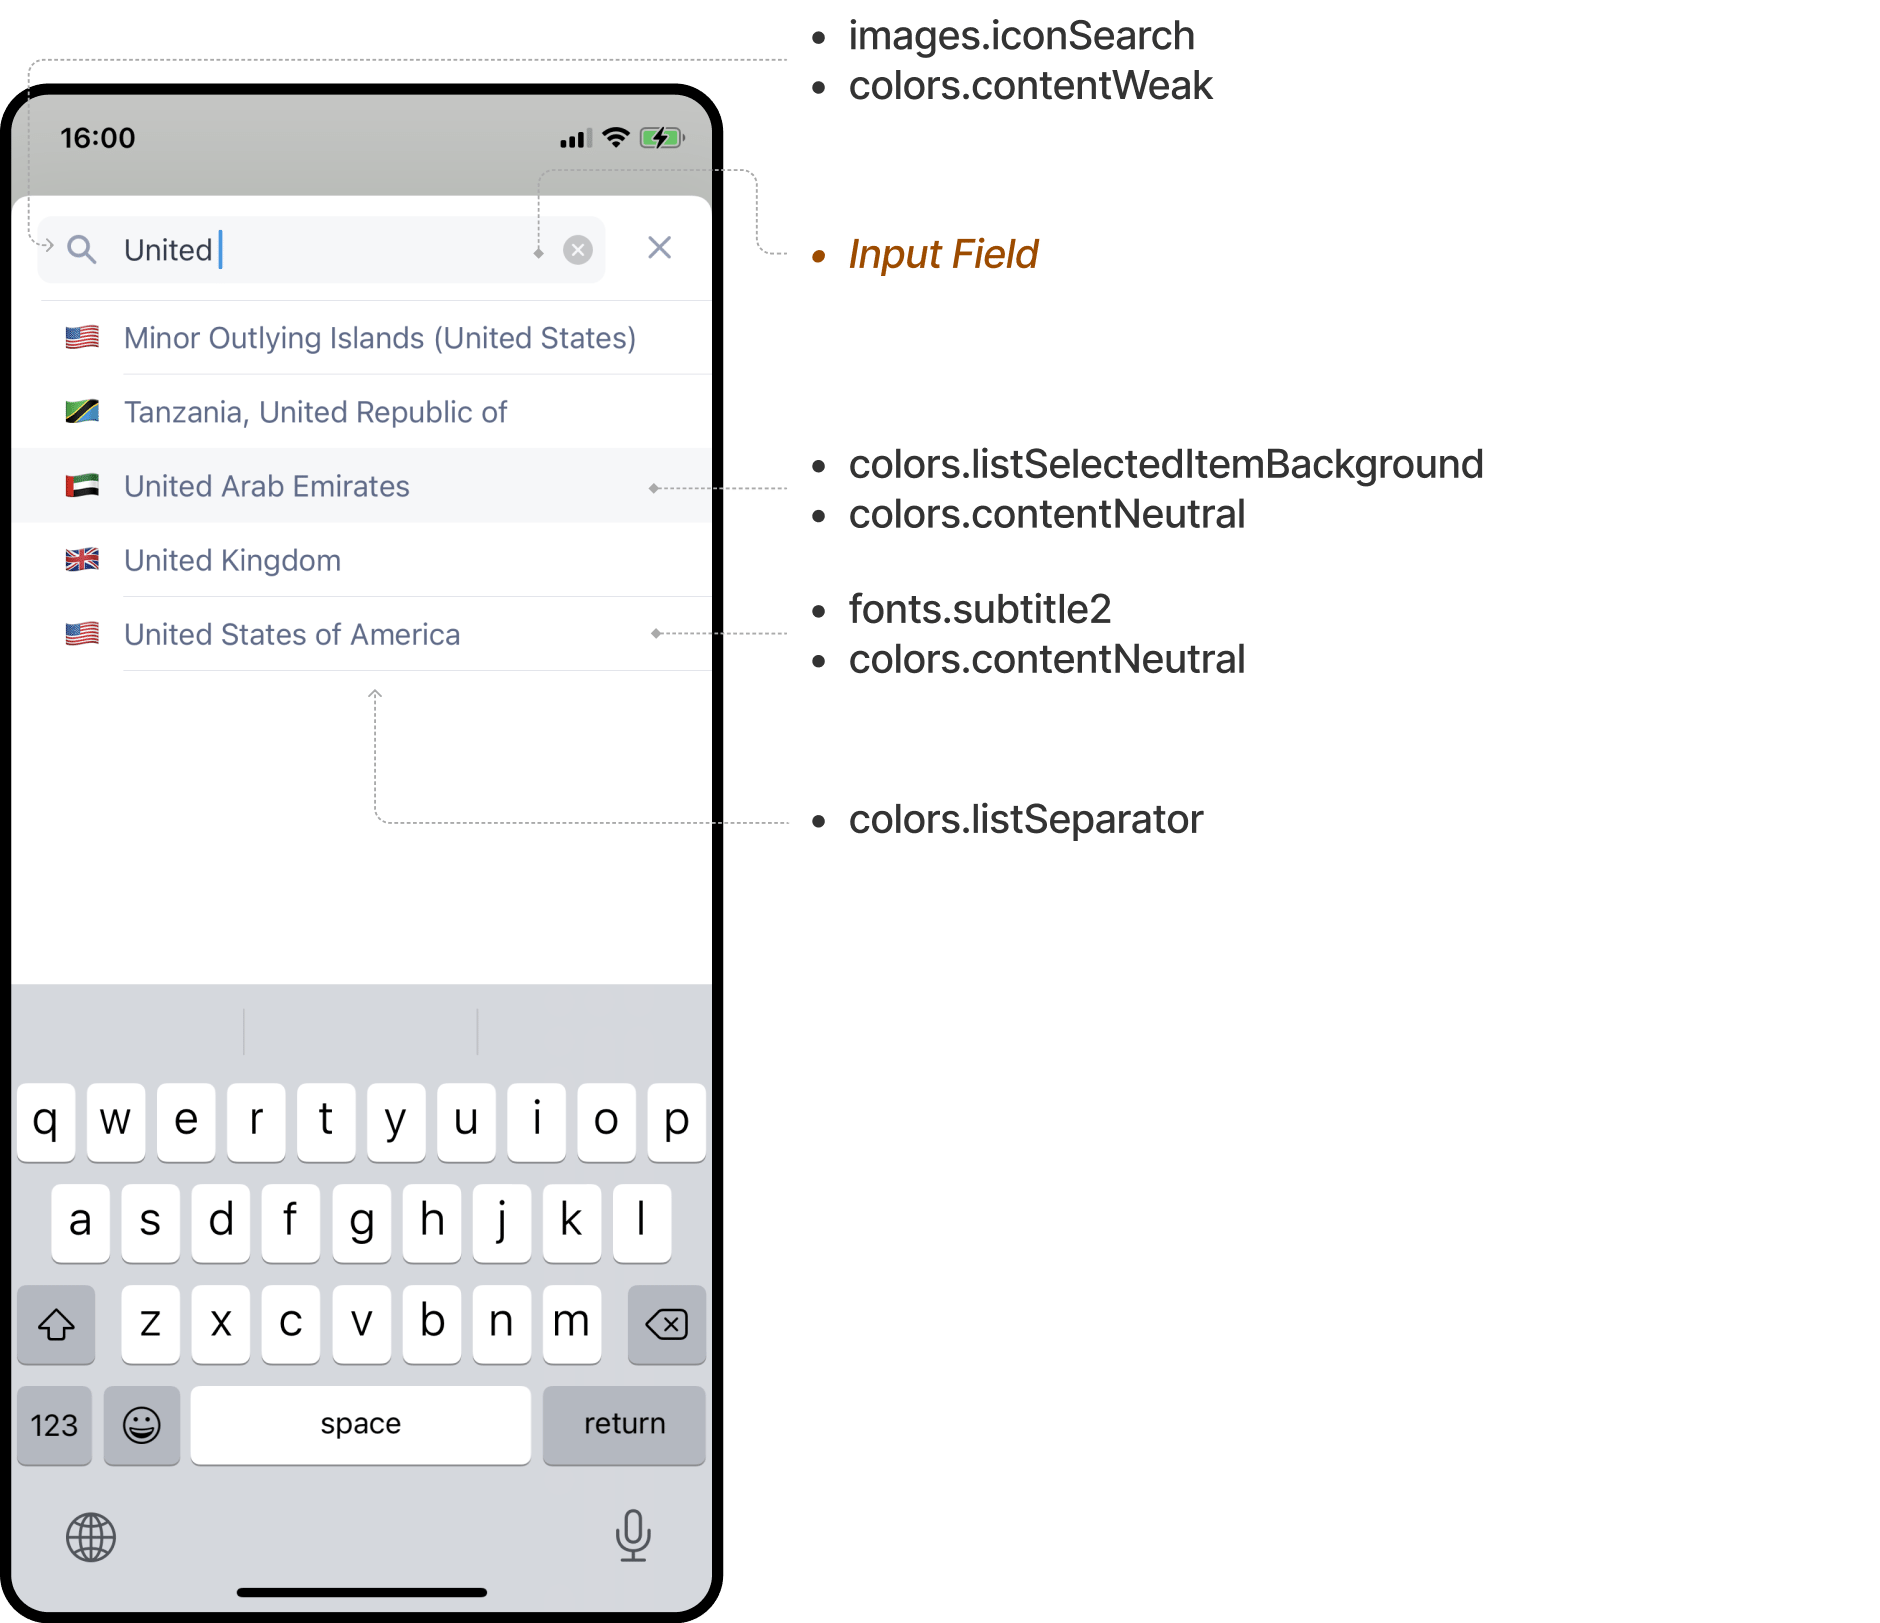 • images.iconSearch
• colors.contentWeak
16:00
United
• Input Field
Minor Outlying Islands (United States)
Tanzania, United Republic of
United Arab Emirates
• colors.listSelectedItemBackground
• colors.contentNeutral
United Kingdom
United States of America
• fonts.subtitle2
• colors.contentNeutral
• colors.listSeparator
q w e r t y u i o p
a s d f g h j k l
z x c v b n m
123 space return